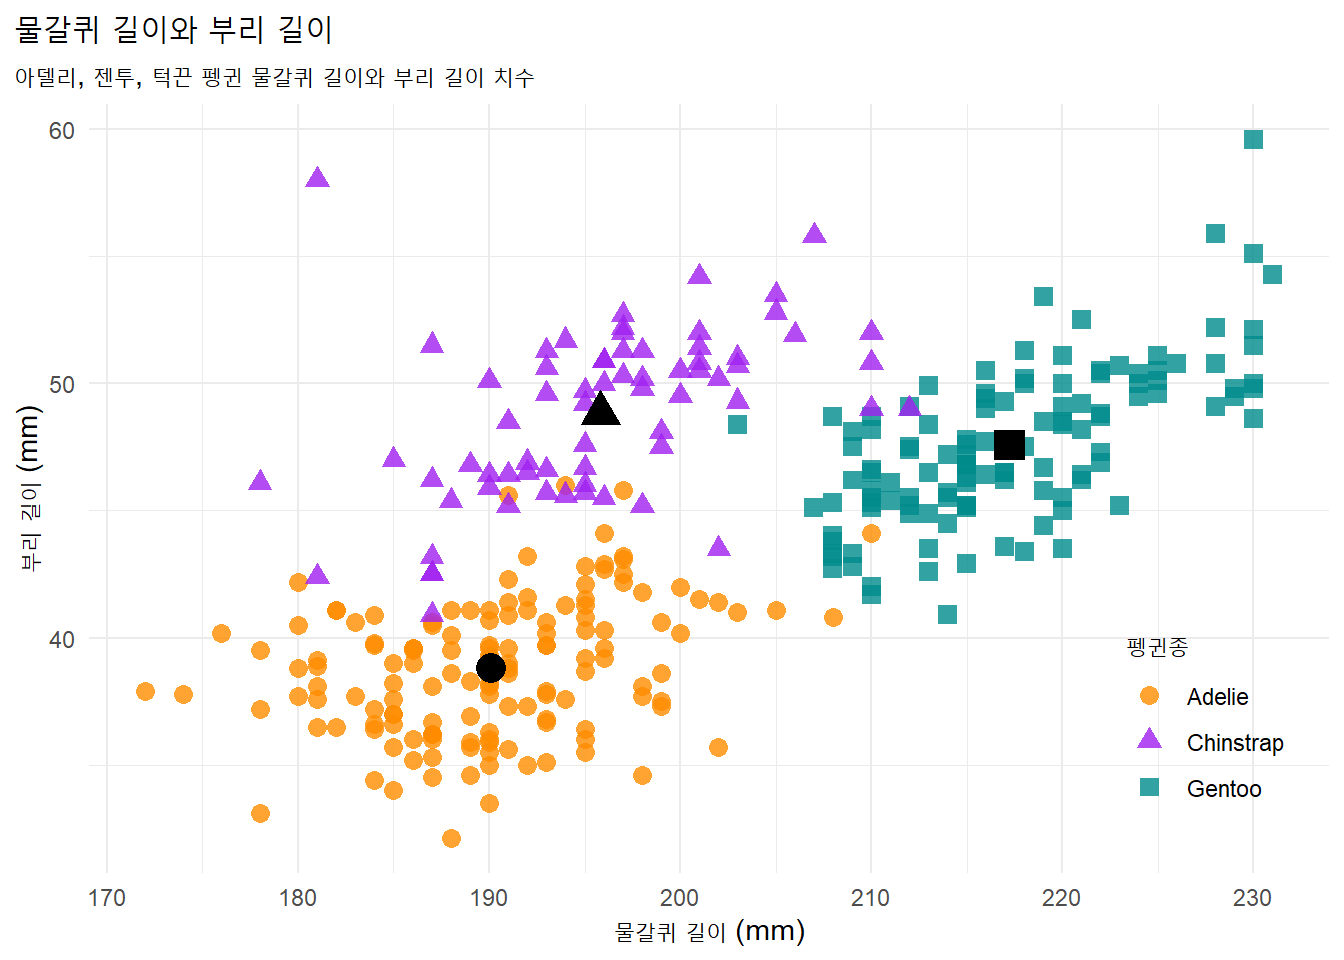 물갈퀴 길이와 부리 길이
아델리, 젠투, 턱끈 펭귄 물갈퀴 길이와 부리 길이 치수
60
50
40
부리 길이 (mm)
펭귄종
Adelie
Chinstrap
Gentoo
170 180 190 200 210 220 230
물갈퀴 길이 (mm)